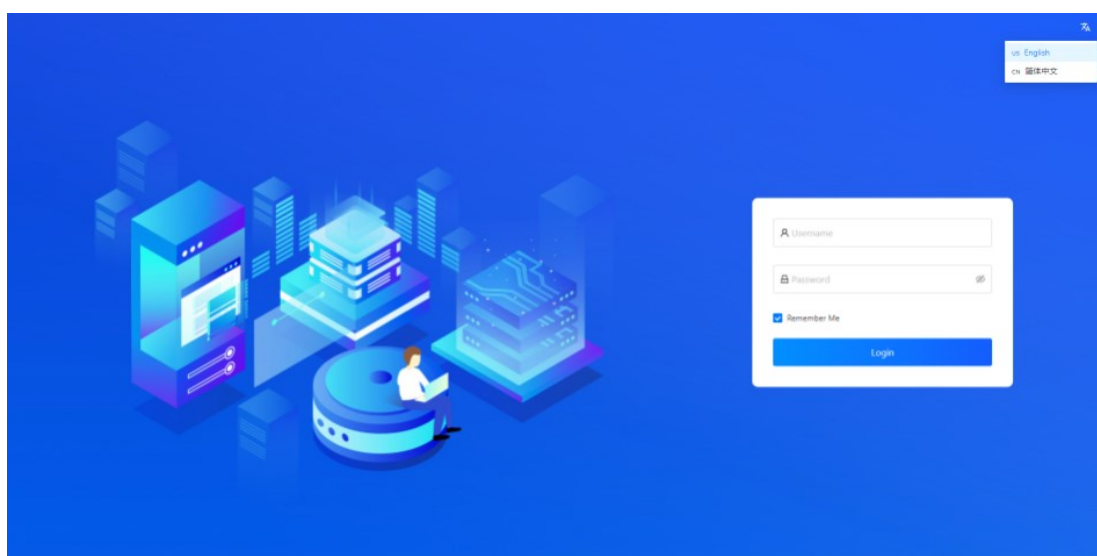 US English
CN 简体中文
Username
Password
Remember Me
Login